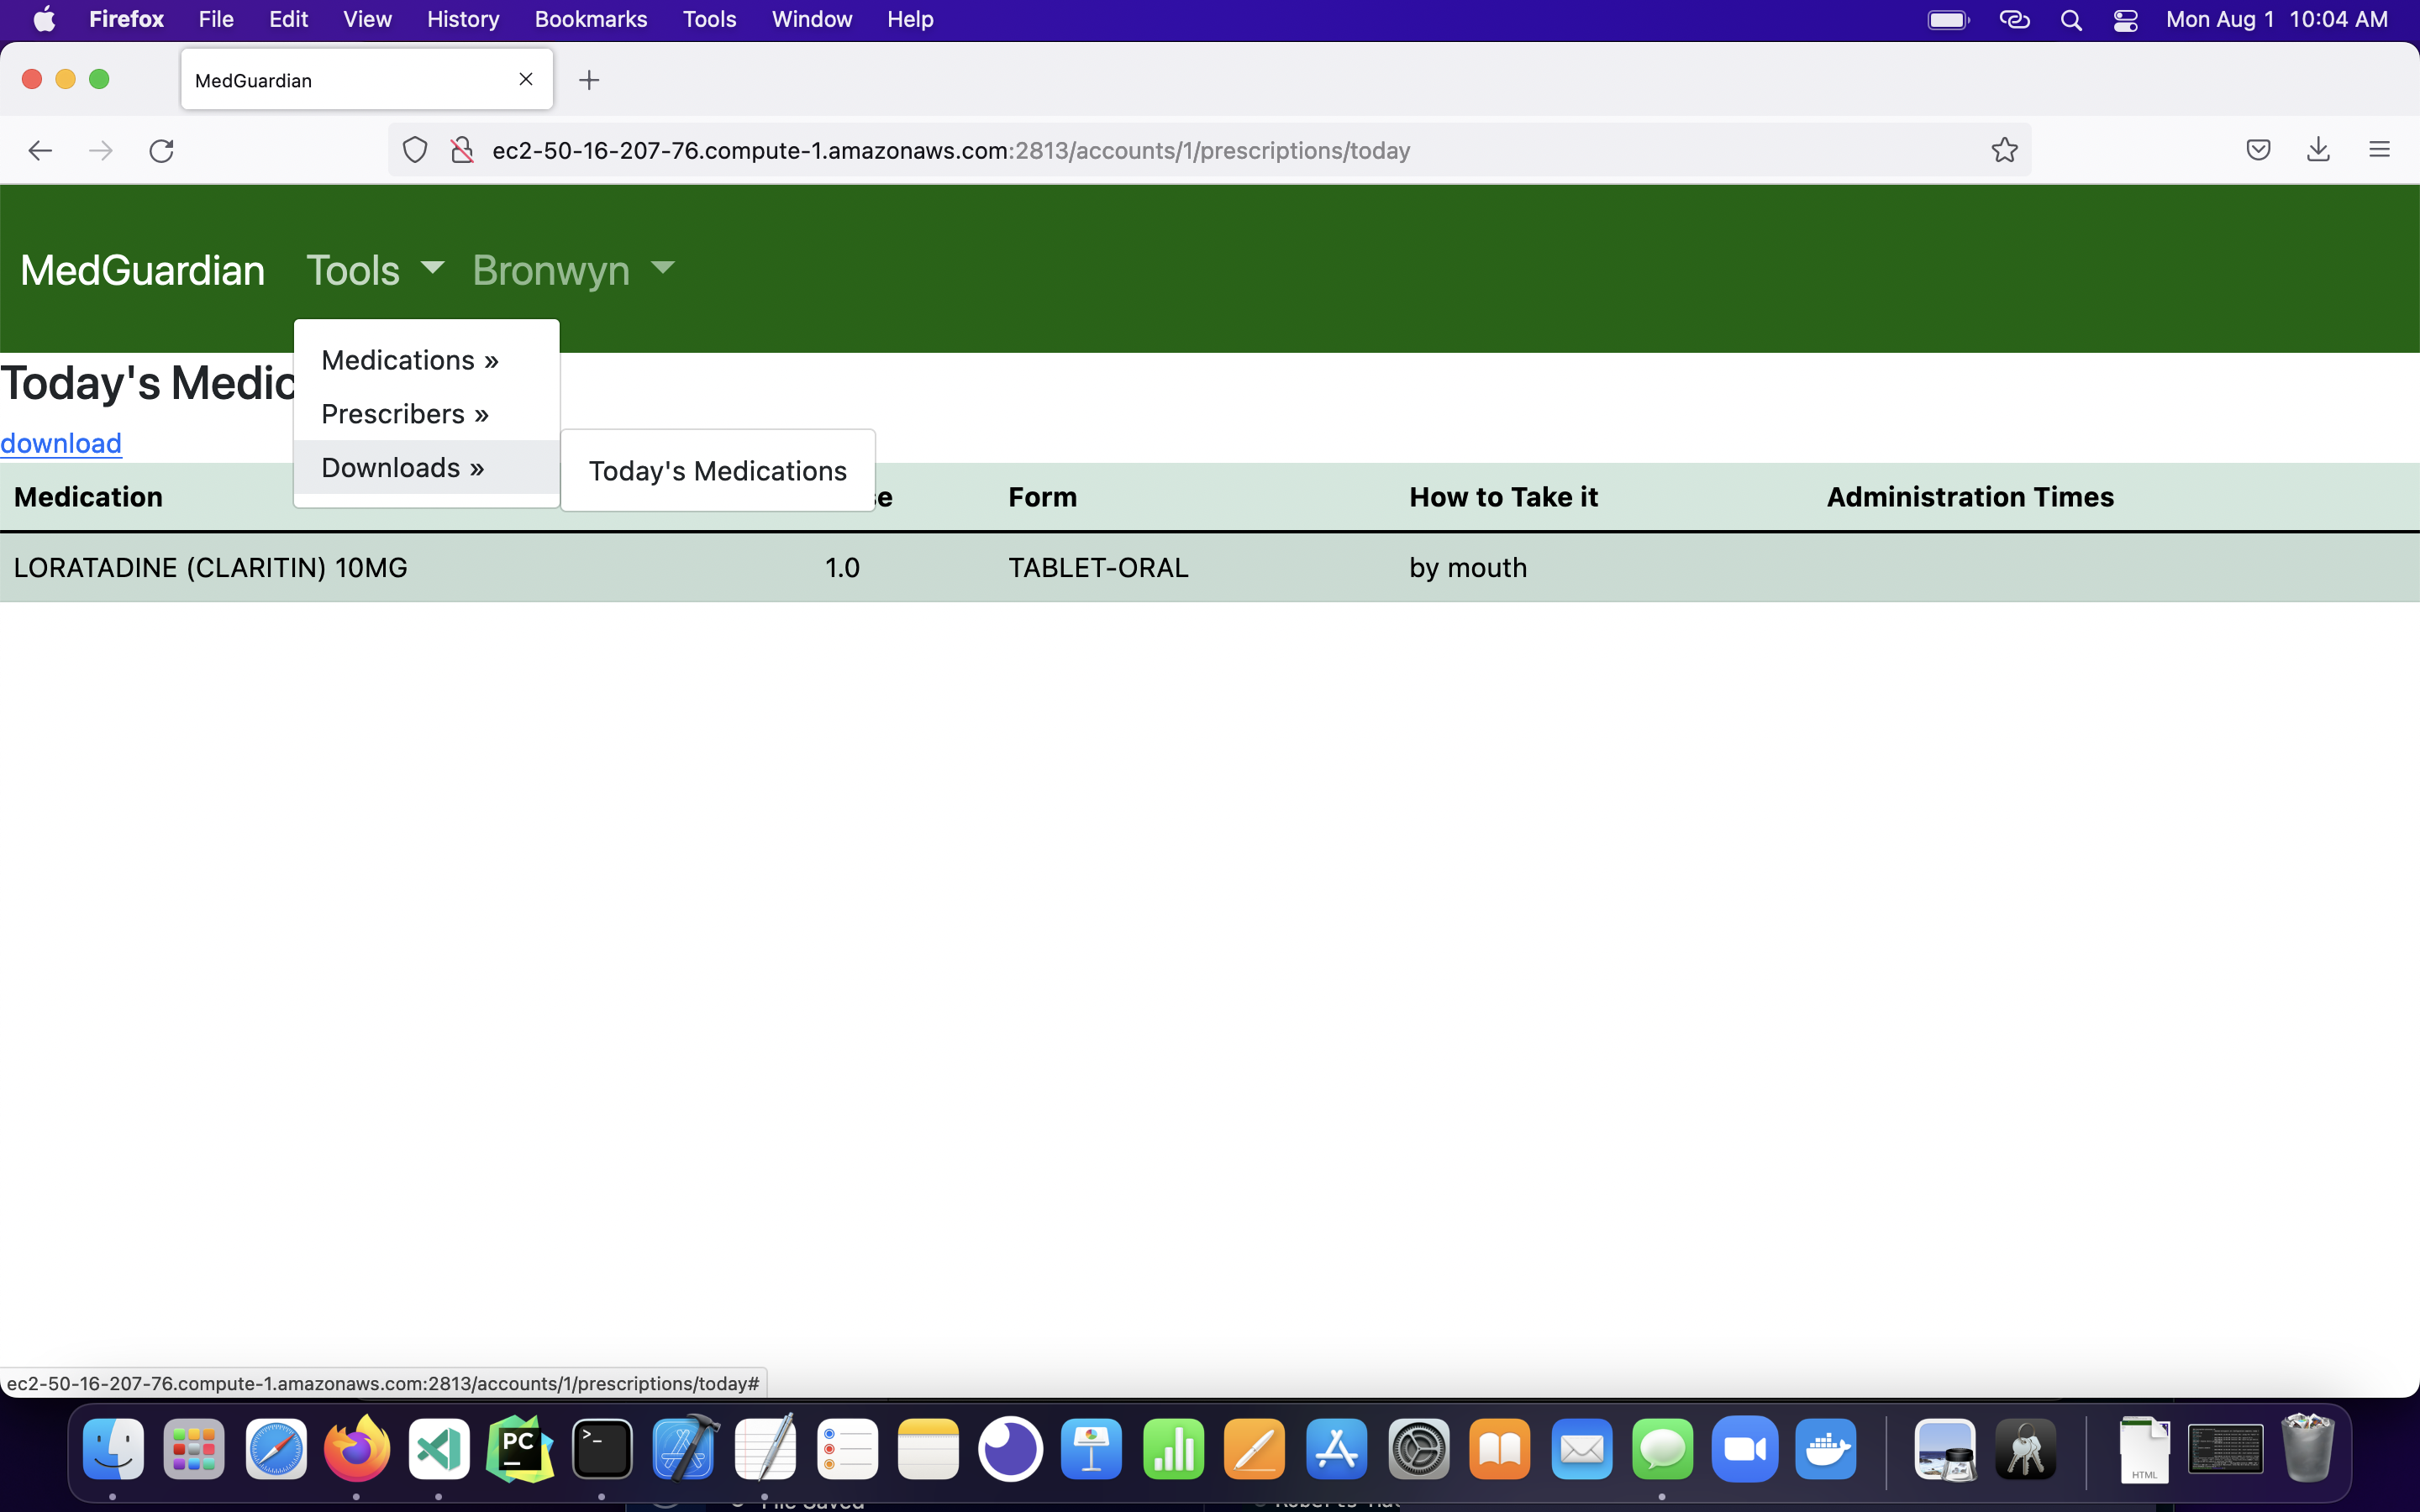 Firefox File Edit View History Bookmarks Tools Window Help Mon Aug 1 10:04 AM
MedGuardian
ec2-50-16-207-76.compute-1.amazonaws.com:2813/accounts/1/prescriptions/today
MedGuardian Tools Bronwyn
Medications »
Today's Medic
Prescribers »
download
Downloads » Today's Medications
Medication se Form How to Take it Administration Times
LORATADINE (CLARITIN) 10MG 1.0 TABLET-ORAL by mouth
ec2-50-16-207-76.compute-1.amazonaws.com:2813/accounts/1/prescriptions/today#
PC
>_
HTML
File Saved